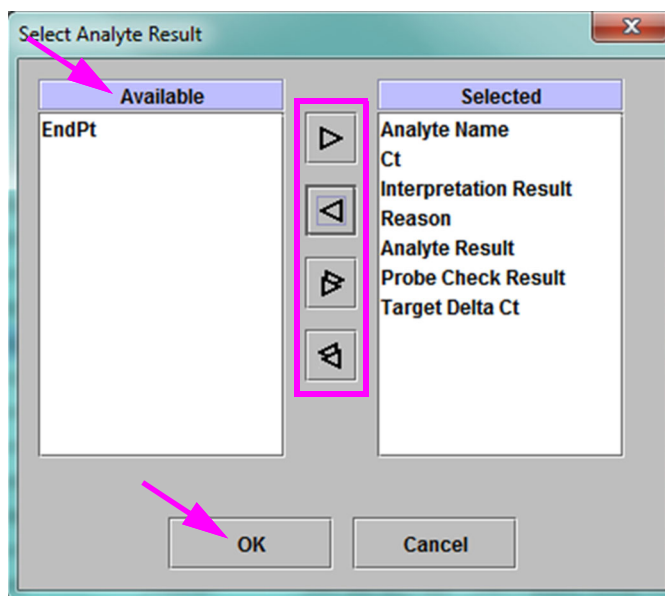 Select Analyte Result
Available
EndPt
Selected
Analyte Name
Ct
Interpretation Result
Reason
Analyte Result
Probe Check Result
Target Delta Ct
OK
Cancel